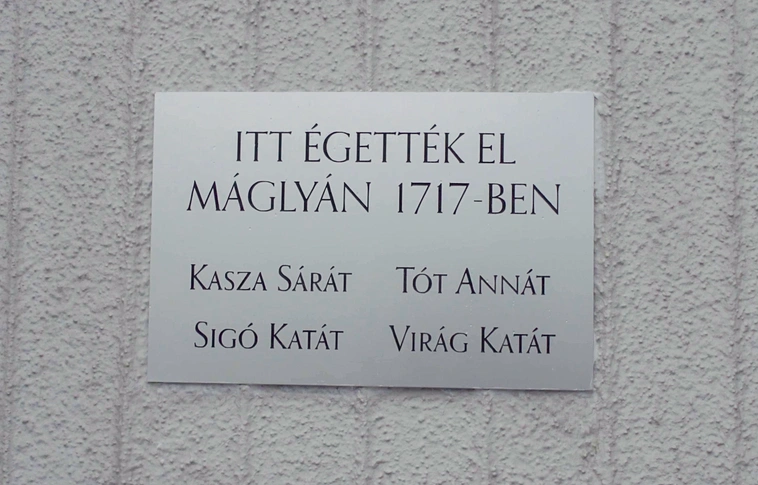 ITT ÉGETTÉK EL
MÁGLYÁN 1717-BEN
KASZA SÁRÁT TÓT ANNÁT
SIGÓ KATÁT VIRÁG KATÁT